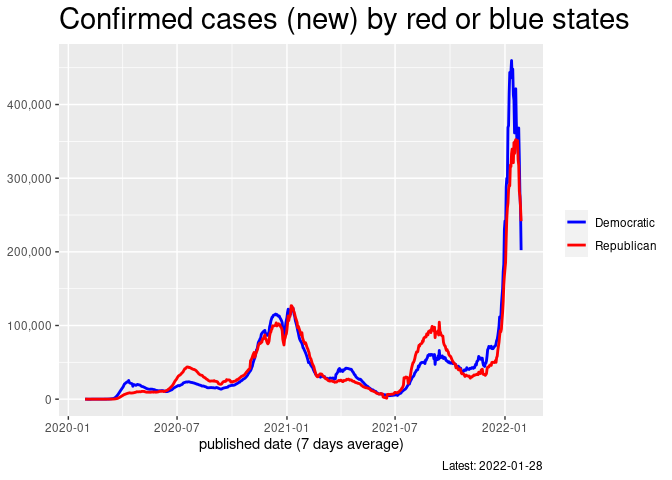 Confirmed cases (new) by red or blue states
400,000
300,000
200,000
100,000
0
2020-01 2020-07 2021-01 2021-07 2022-01
published date (7 days average)
Democratic
Republican
Latest: 2022-01-28